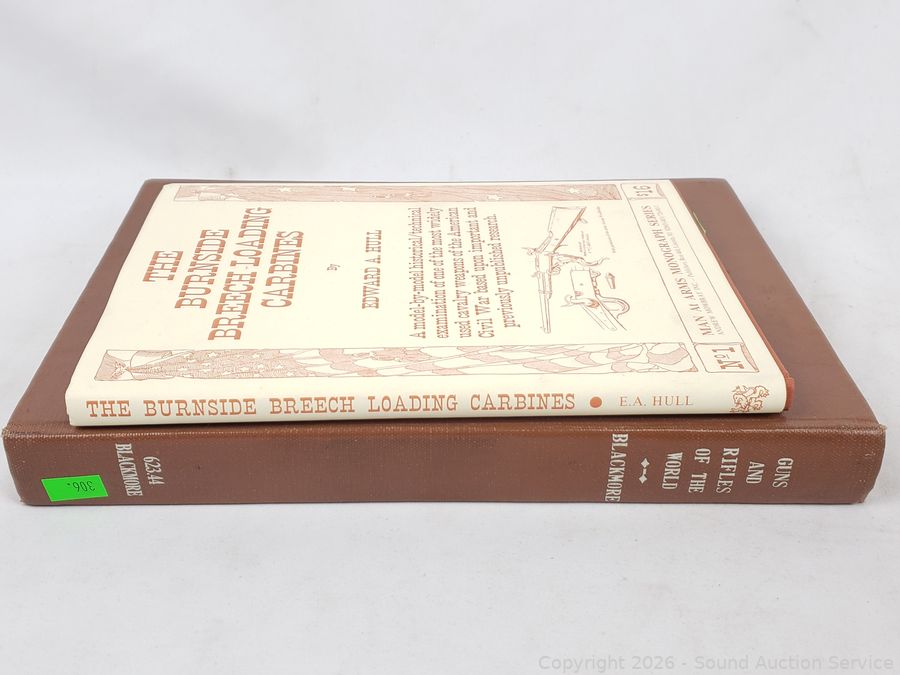 THE
BURNSIDE
BREECH-LOADING
CARBINES
by
EDWARD A. HULL
A model-by-model historical/technical
examination of one of the most widely
used cavalry weapons of the American
Civil War based upon important and
previously unpublished research.
$16
MAN AT ARMS MONOGRAPH SERIES
Nº1
THE BURNSIDE BREECH LOADING CARBINES • E.A. HULL
GUNS
AND
RIFLES
OF THE
WORLD
BLACKMORE
623.44
BLACKMORE
306.
Copyright 2026 - Sound Auction Service